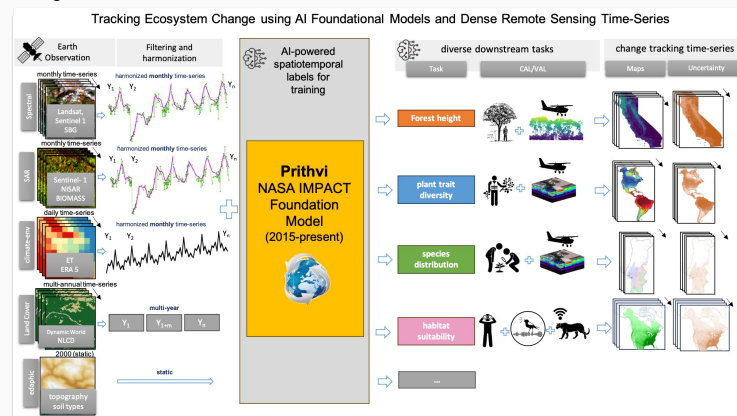 Tracking Ecosystem Change using AI Foundational Models and Dense Remote Sensing Time-Series
Earth
Observation
Filtering and
harmonization
AI-powered
spatiotemporal
labels for
training
diverse downstream tasks
change tracking time-series
Task
CAL/VAL
Maps
Uncertainty
monthly time-series
harmonized monthly time-series
Spectral
Landsat,
Sentinel 1
SBG
Y1
Y2
Yn
Forest height
monthly time-series
harmonized monthly time-series
SAR
Sentinel- 1
NISAR
BIOMASS
Y1
Y2
Yn
Prithvi
NASA IMPACT
Foundation
Model
(2015-present)
plant trait
diversity
daily time-series
harmonized monthly time-series
climate-env
ET
ERA 5
Y1
Y2
Yn
species
distribution
multi-annual time-series
multi-year
Land Cover
Dynamic World
NLCD
Y1
Y1+m
Yn
habitat
suitability
2000 (static)
static
edaphic
topography
soil types
...